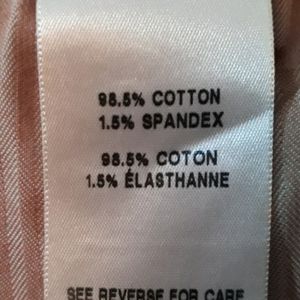 98.5% COTTON
1.5% SPANDEX
98.5% COTON
1.5% ÉLASTHANNE
SEE REVERSE FOR CARE